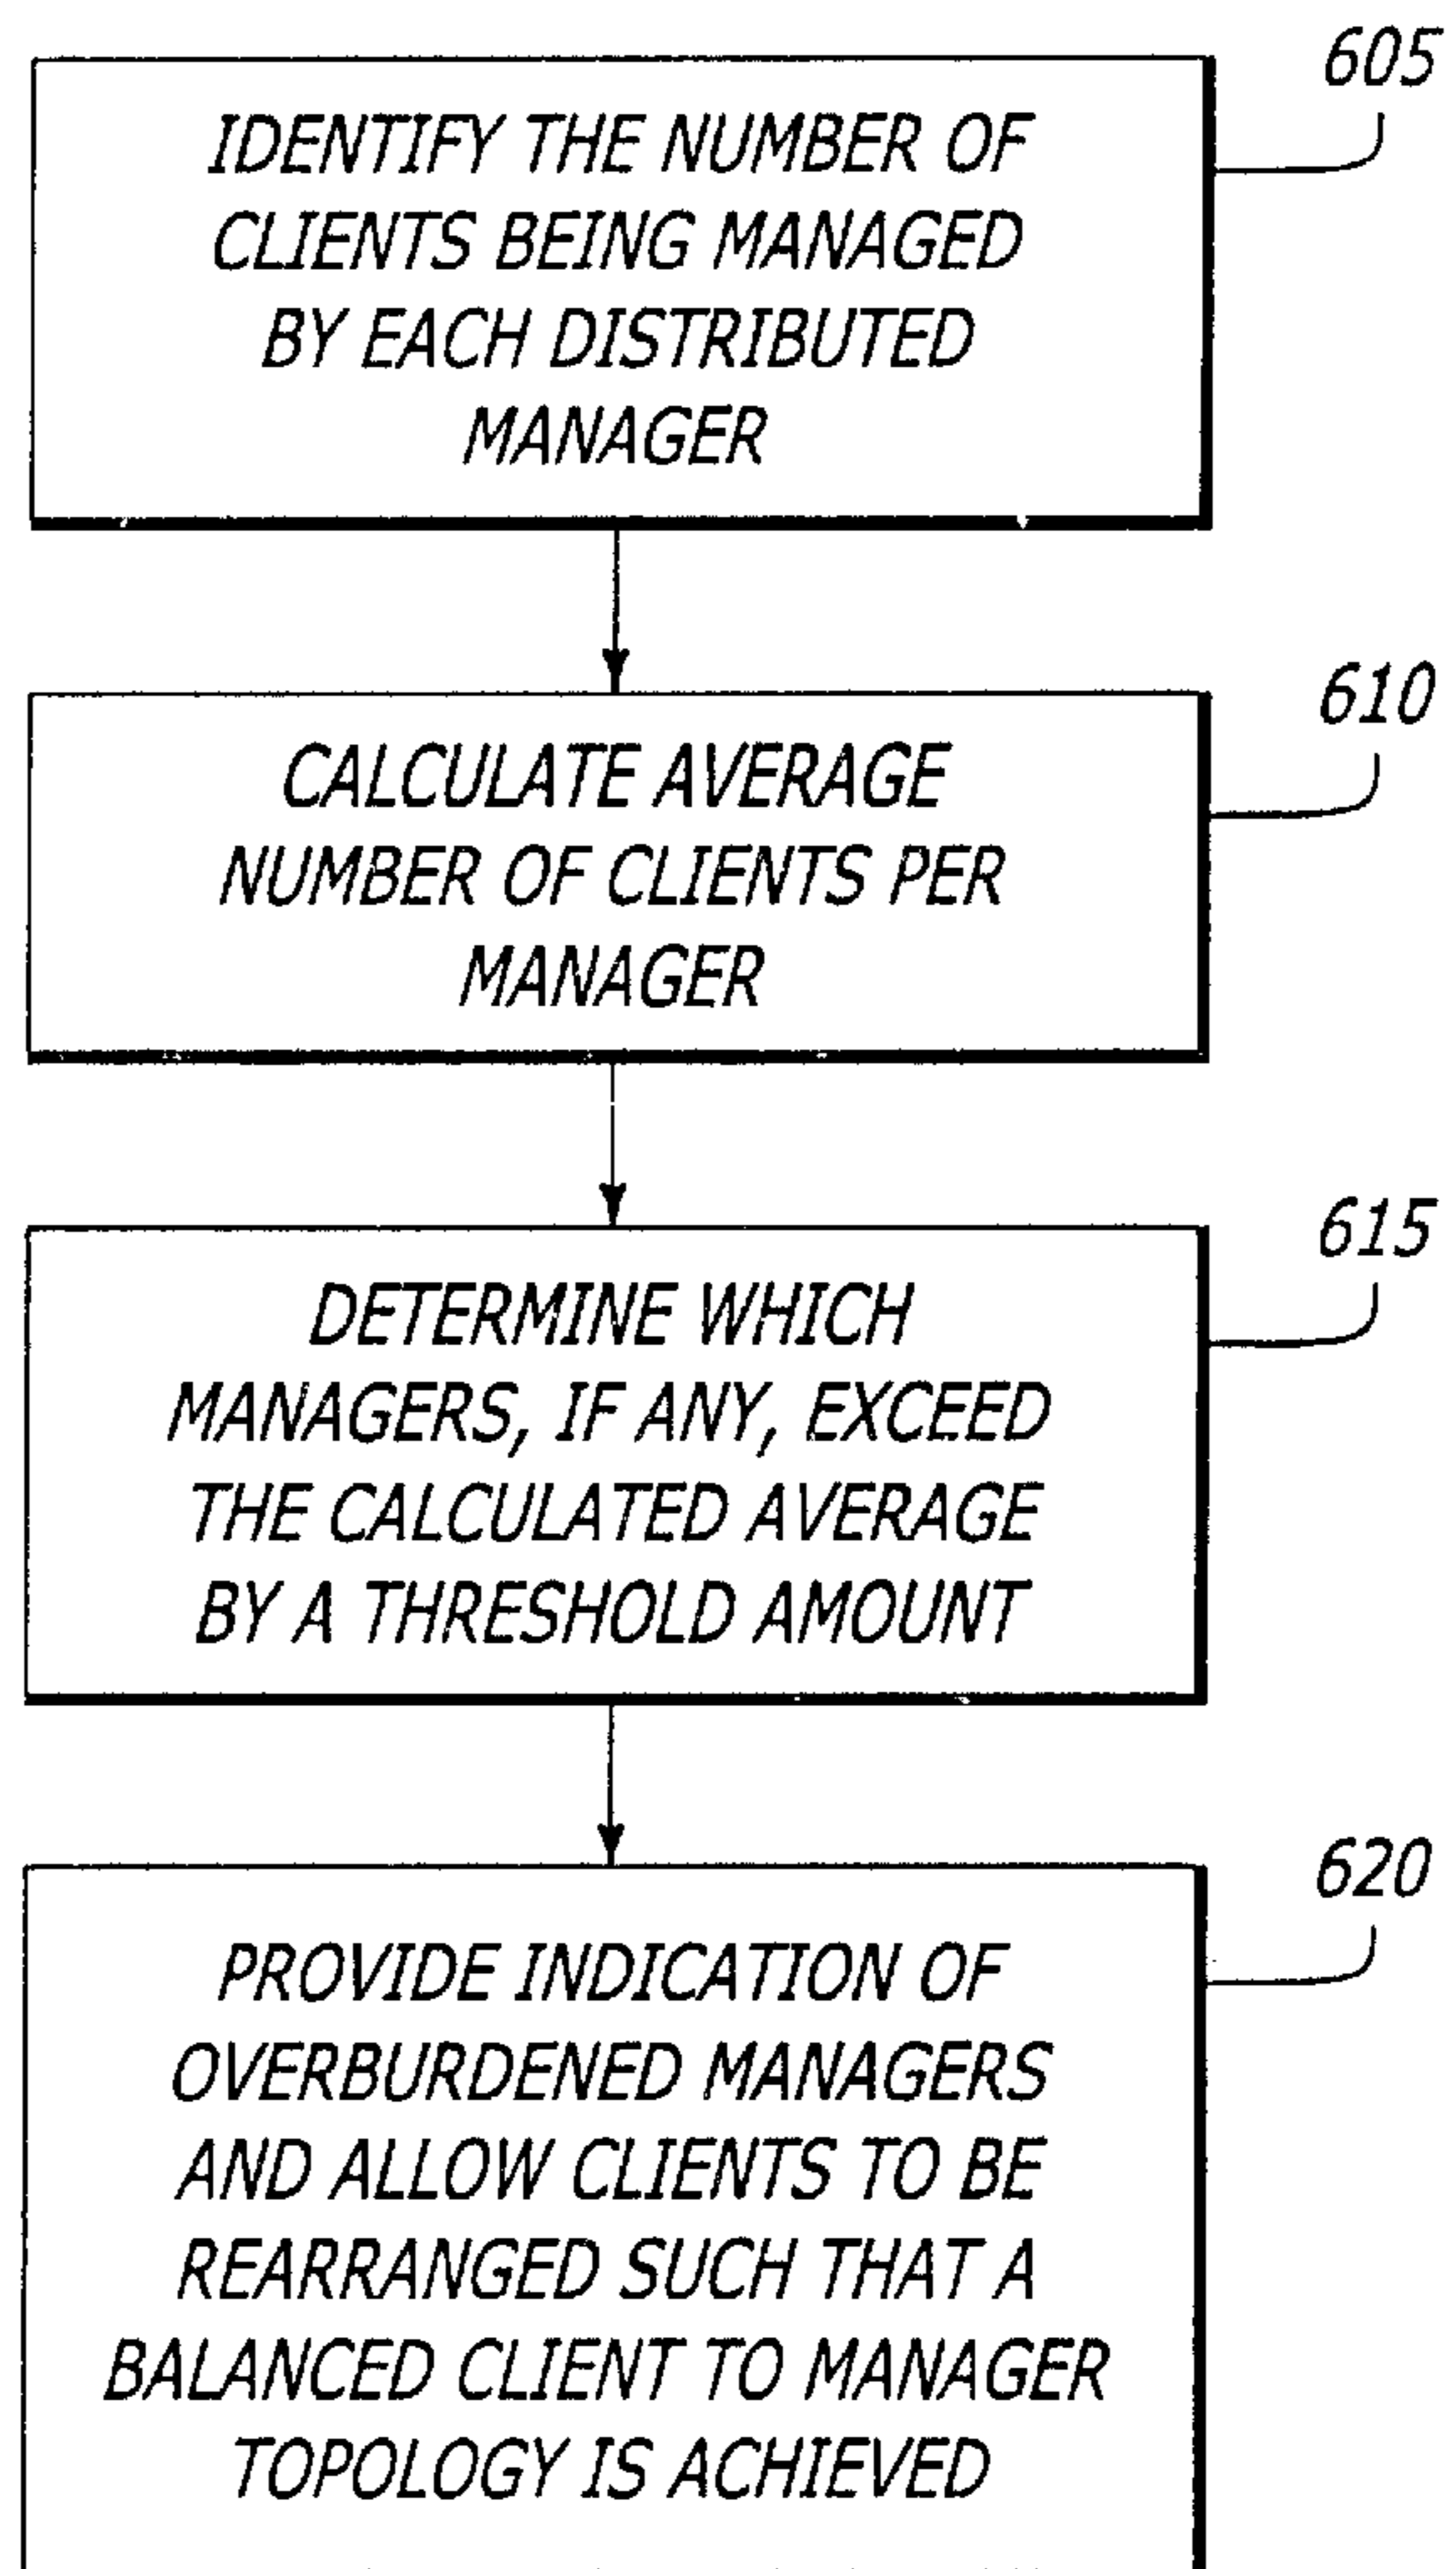 605
IDENTIFY THE NUMBER OF
CLIENTS BEING MANAGED
BY EACH DISTRIBUTED
MANAGER
610
CALCULATE AVERAGE
NUMBER OF CLIENTS PER
MANAGER
615
DETERMINE WHICH
MANAGERS, IF ANY, EXCEED
THE CALCULATED AVERAGE
BY A THRESHOLD AMOUNT
620
PROVIDE INDICATION OF
OVERBURDENED MANAGERS
AND ALLOW CLIENTS TO BE
REARRANGED SUCH THAT A
BALANCED CLIENT TO MANAGER
TOPOLOGY IS ACHIEVED